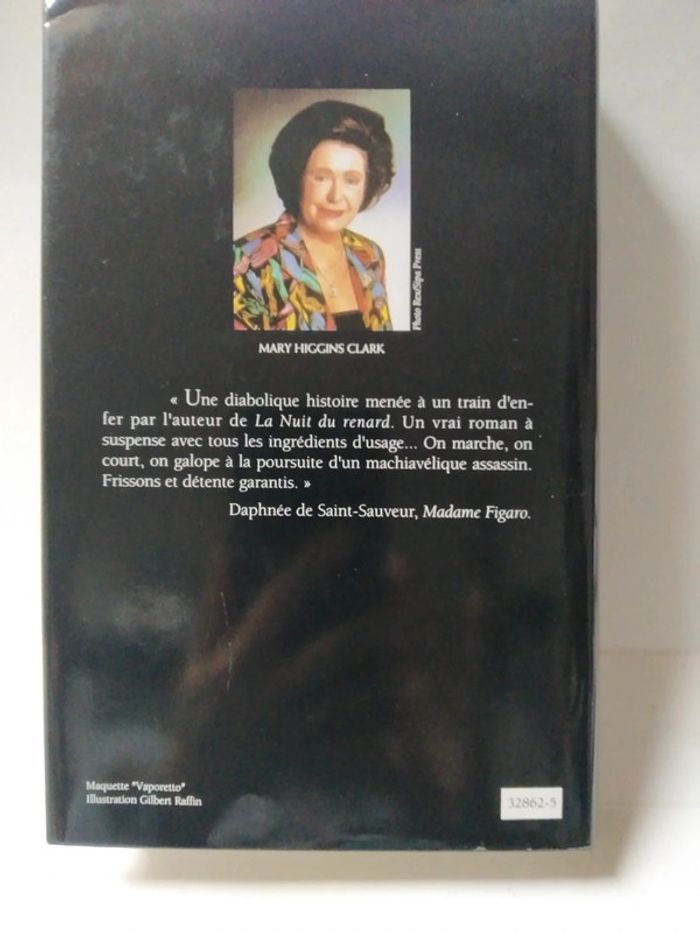 Photo Rex/Sipa Press
MARY HIGGINS CLARK
« Une diabolique histoire menée à un train d'en-
fer par l'auteur de La Nuit du renard. Un vrai roman à
suspense avec tous les ingrédients d'usage... On marche, on
court, on galope à la poursuite d'un machiavélique assassin.
Frissons et détente garantis. »
Daphnée de Saint-Sauveur, Madame Figaro.
Maquette "Vaporetto"
Illustration Gilbert Raffin
32862-5